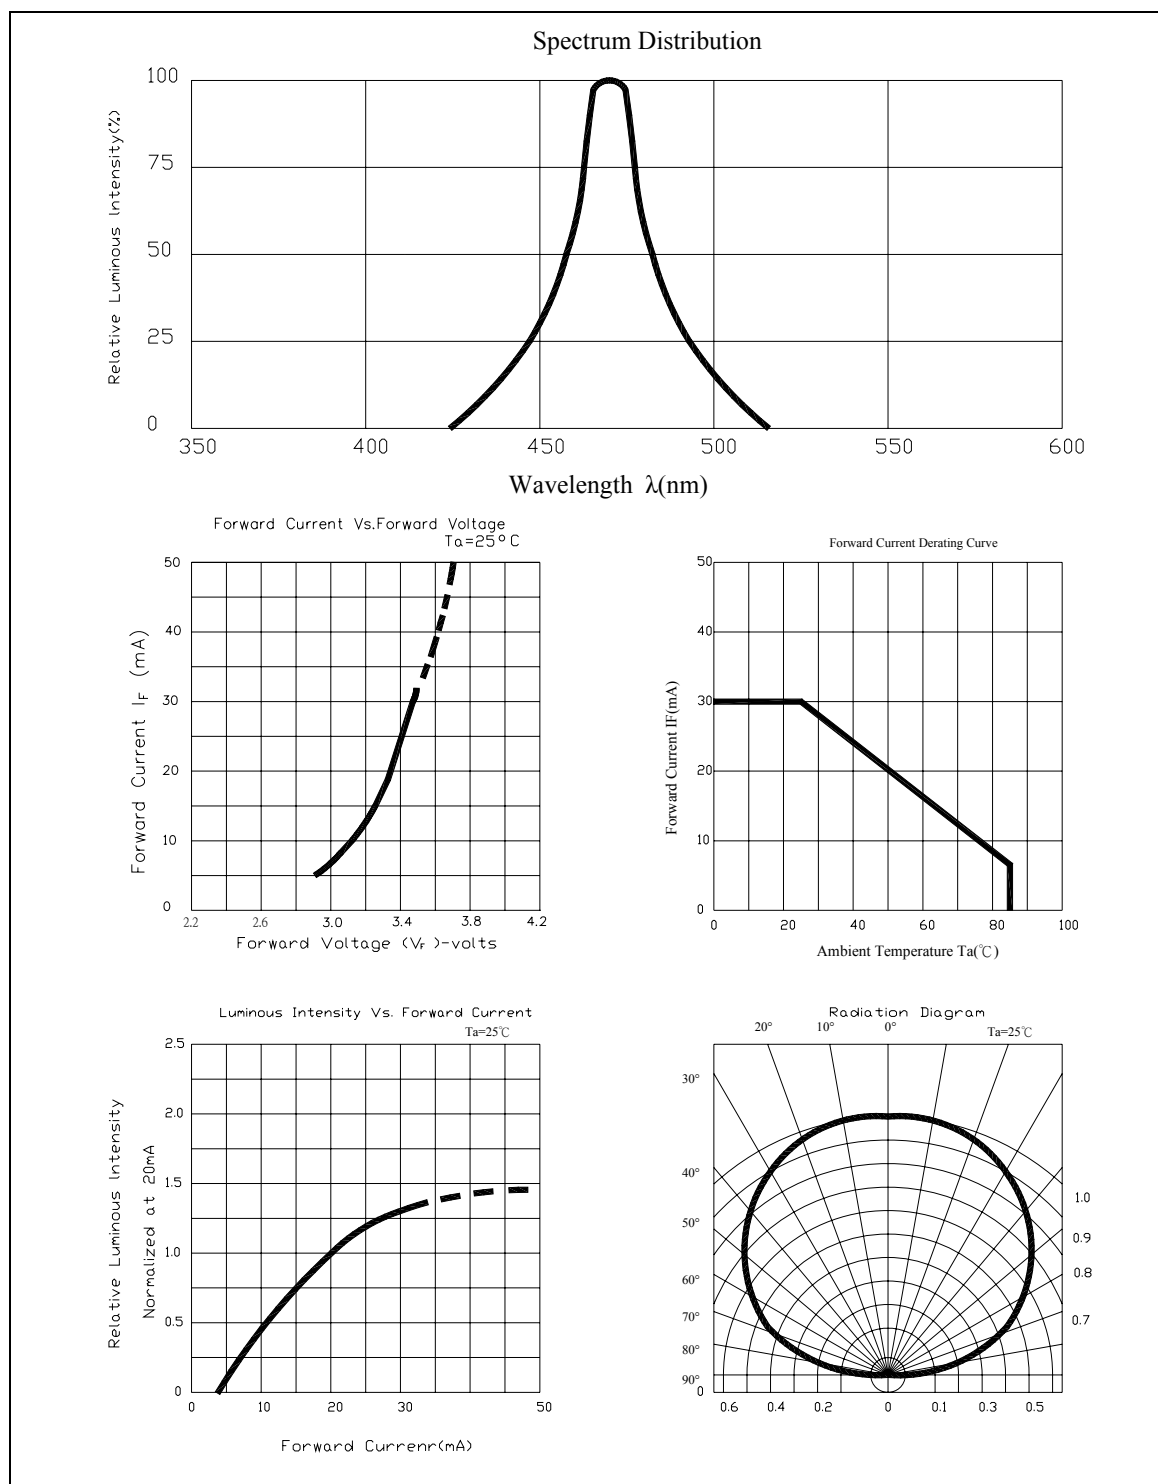 Spectrum Distribution
Relative Luminous Intensity(%)
100
75
50
25
0
350 400 450 500 550 600
Wavelength λ(nm)
Forward Current Vs.Forward Voltage
Ta=25°C
Forward Current IF (mA)
50
40
30
20
10
0
2.2 2.6 3.0 3.4 3.8 4.2
Forward Voltage (VF )-volts
Forward Current Derating Curve
Forward Current IF(mA)
50
40
30
20
10
0
0 20 40 60 80 100
Ambient Temperature Ta(℃)
Luminous Intensity Vs. Forward Current
Ta=25℃
Relative Luminous Intensity
Normalized at 20mA
2.5
2.0
1.5
1.0
0.5
0
0 10 20 30 50
Forward Currenr(mA)
Radiation Diagram
20° 10° 0° Ta=25℃
30°
40°
50°
60°
70°
80°
90°
0
1.0
0.9
0.8
0.7
0.6 0.4 0.2 0 0.1 0.3 0.5